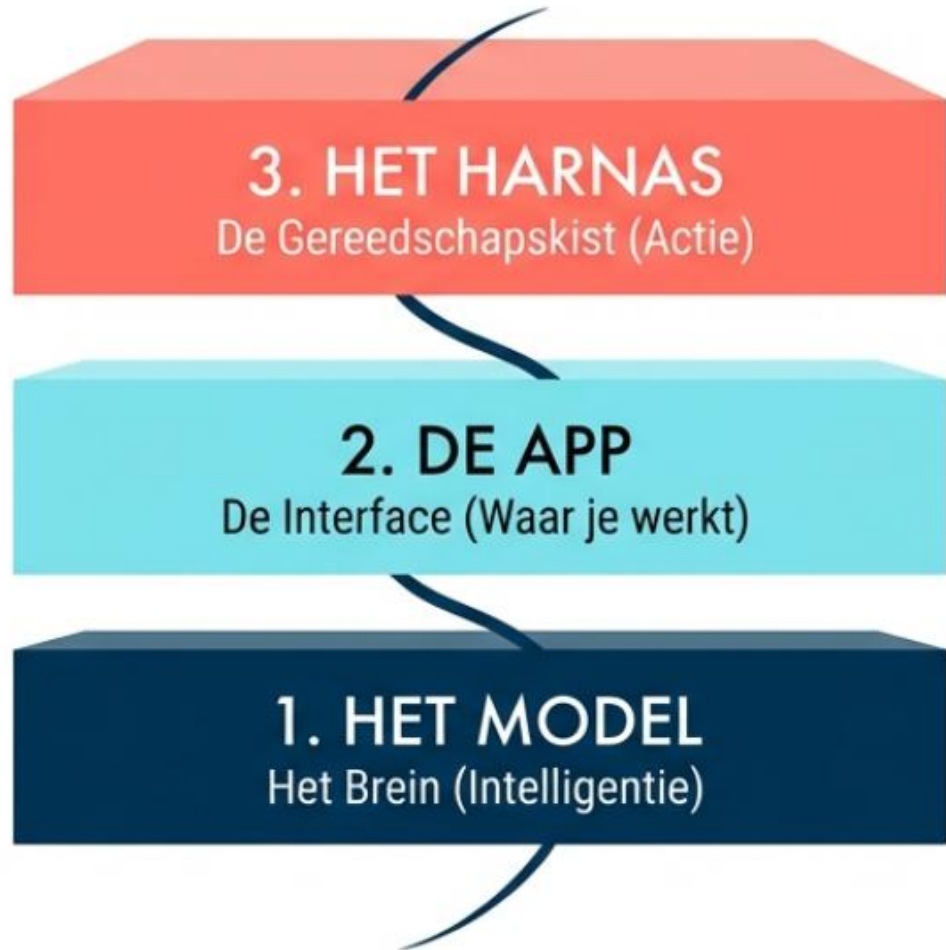 3. HET HARNAS
De Gereedschapskist (Actie)
2. DE APP
De Interface (Waar je werkt)
1. HET MODEL
Het Brein (Intelligentie)